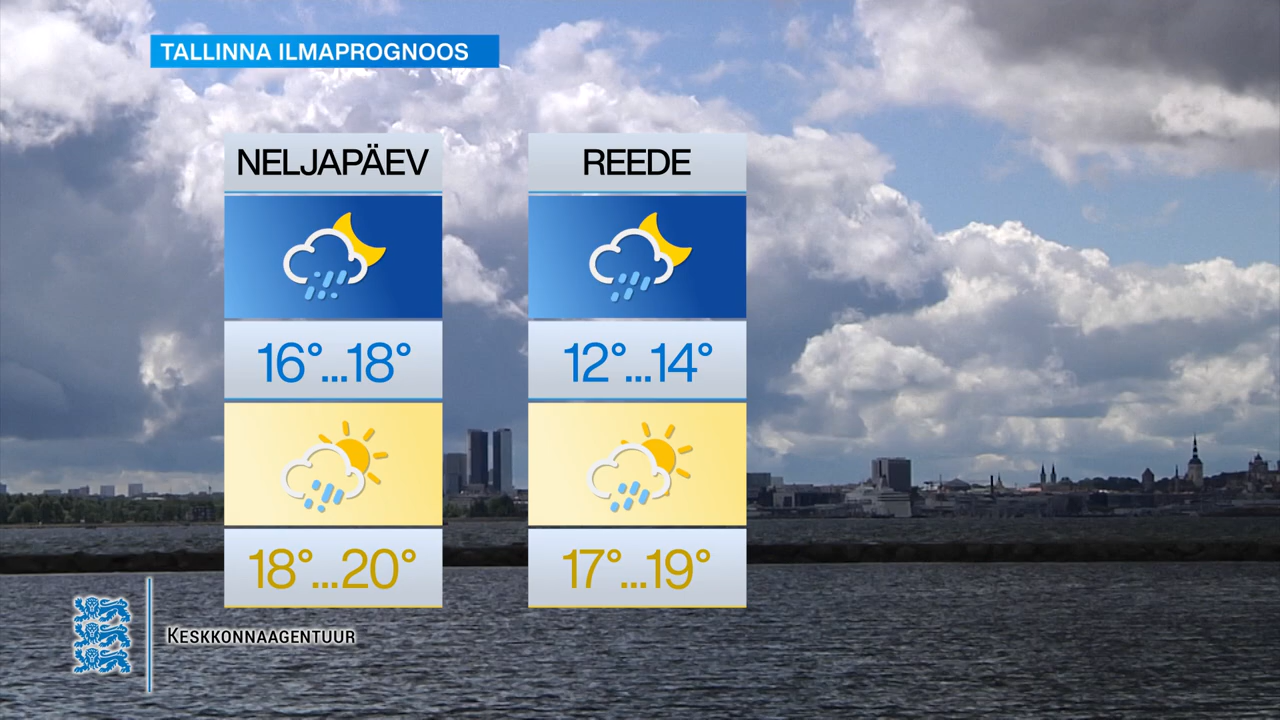 TALLINNA ILMAPROGNOOS
NELJAPÄEV
16°...18°
18°...20°
REEDE
12°...14°
17°...19°
KESKKONNAAGENTUUR